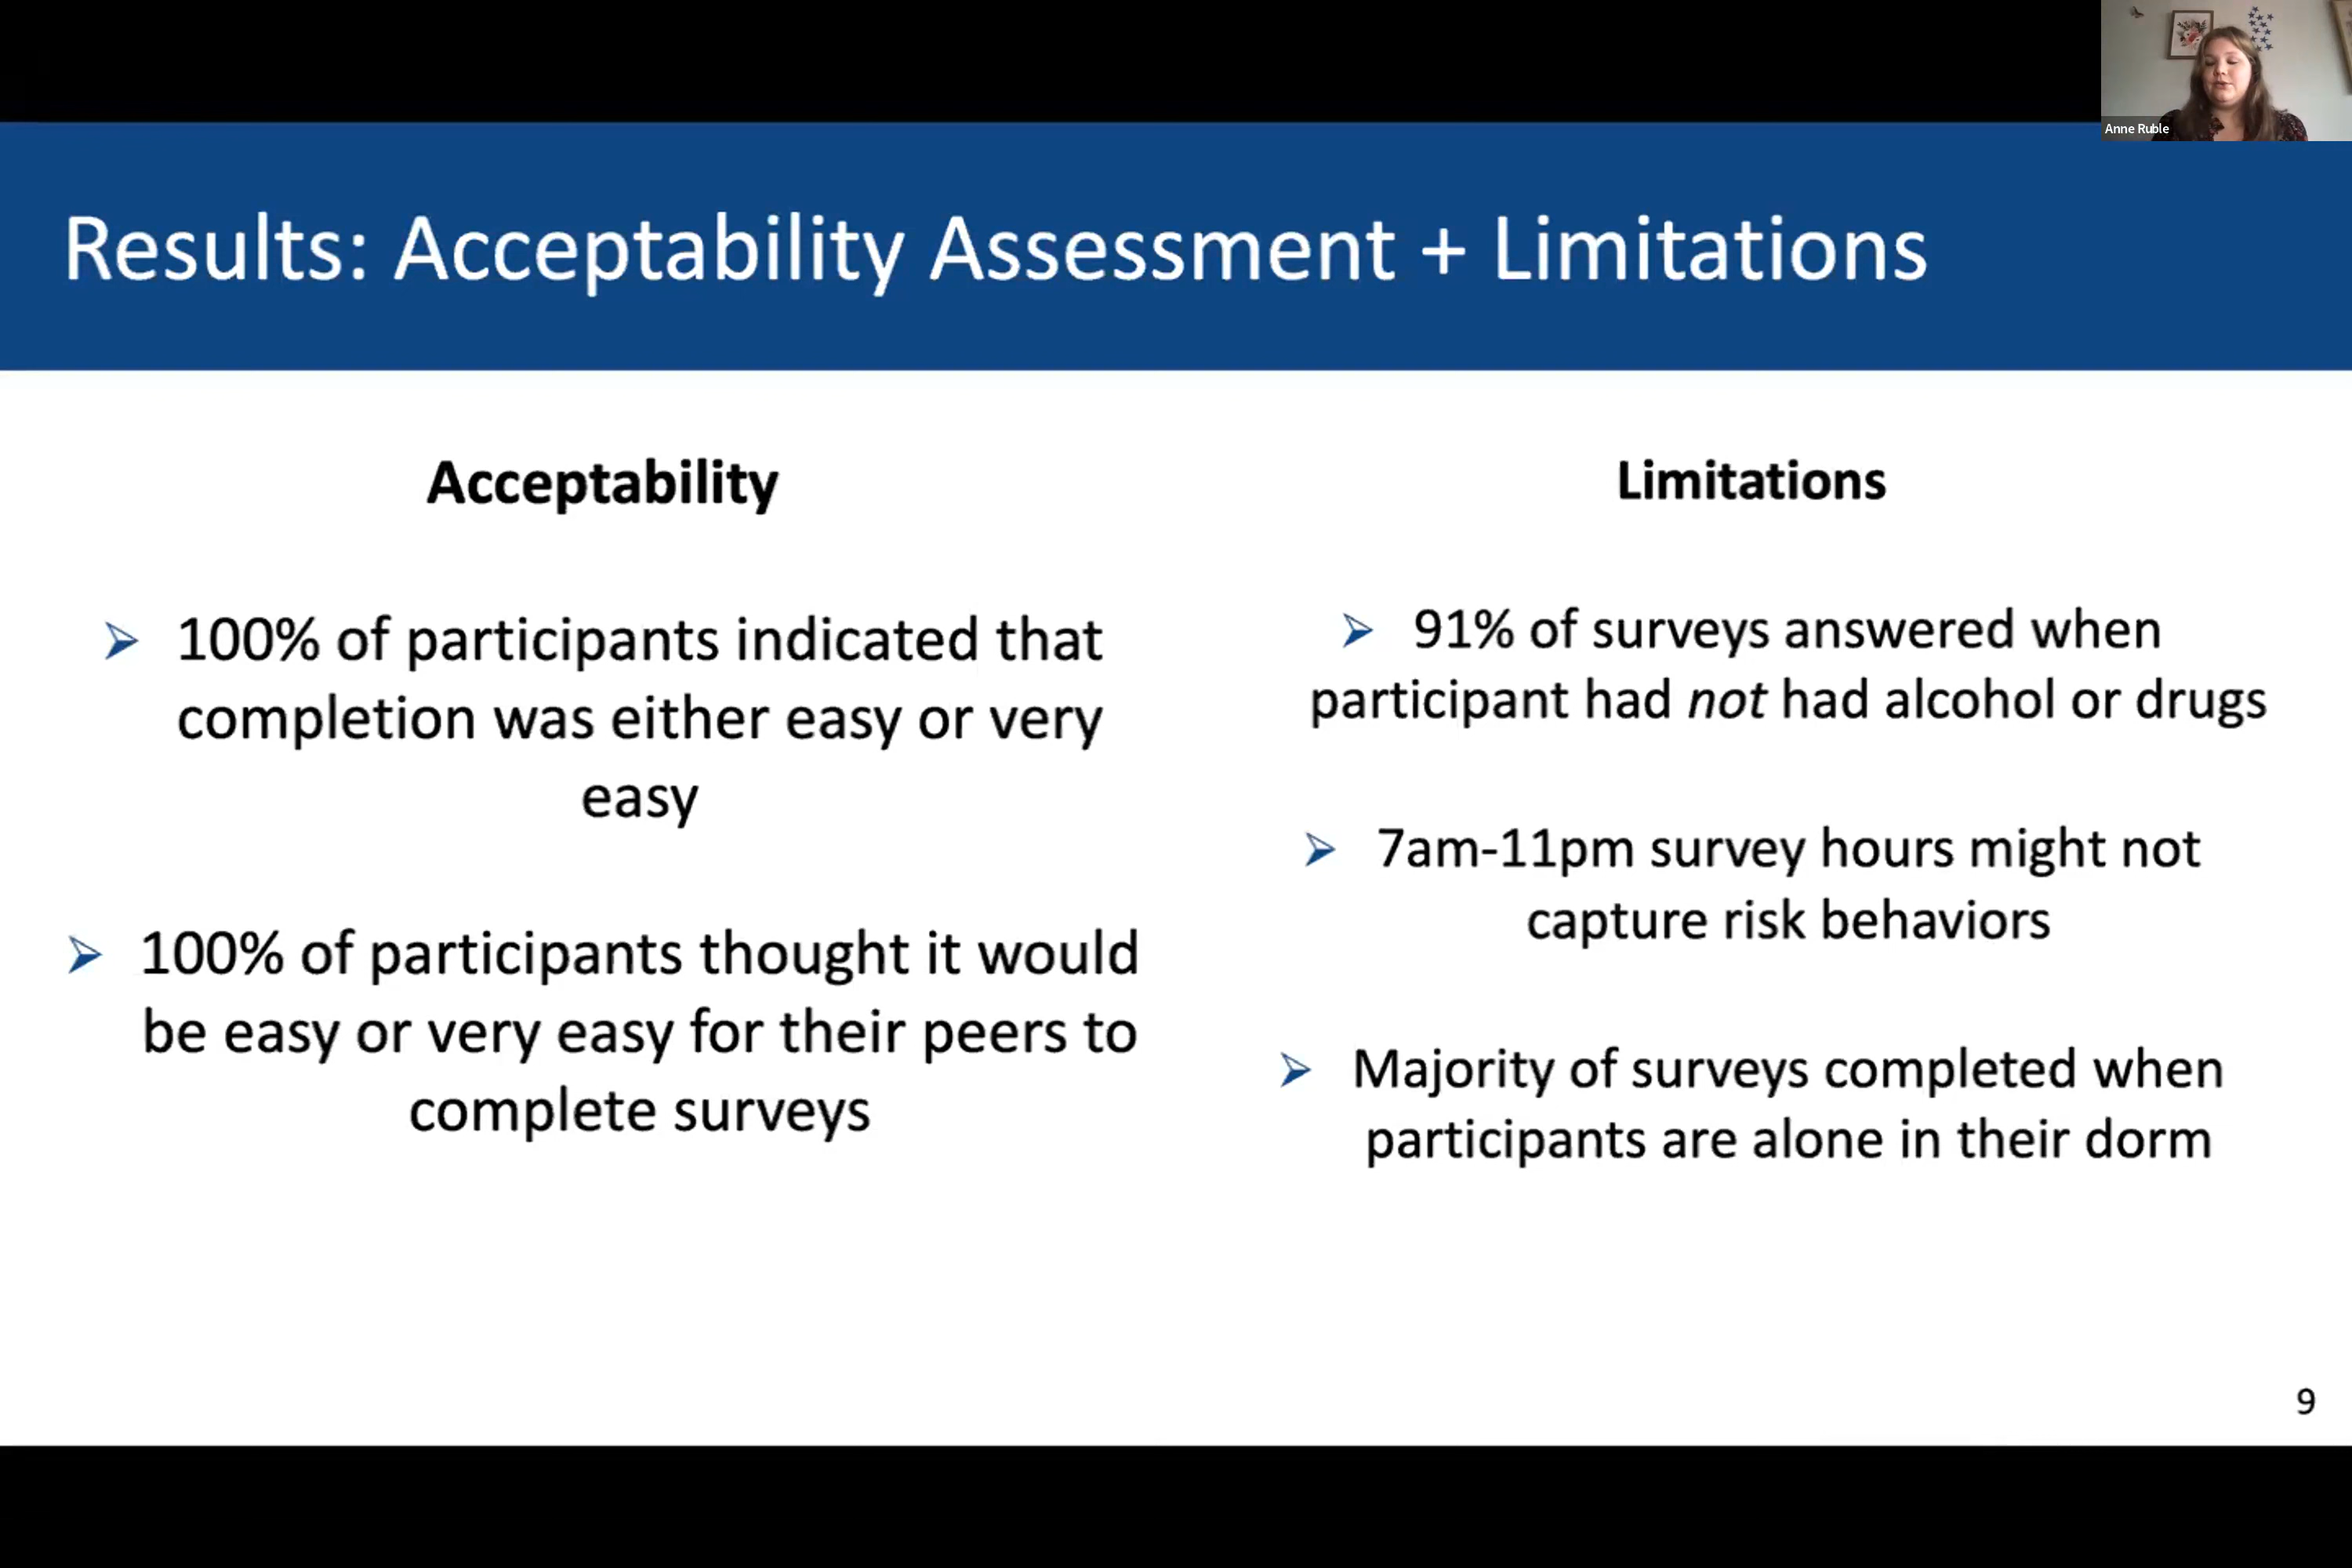 Anne Ruble
Results: Acceptability Assessment + Limitations
Acceptability
100% of participants indicated that
completion was either easy or very
easy
100% of participants thought it would
be easy or very easy for their peers to
complete surveys
Limitations
91% of surveys answered when
participant had not had alcohol or drugs
7am-11pm survey hours might not
capture risk behaviors
Majority of surveys completed when
participants are alone in their dorm
9